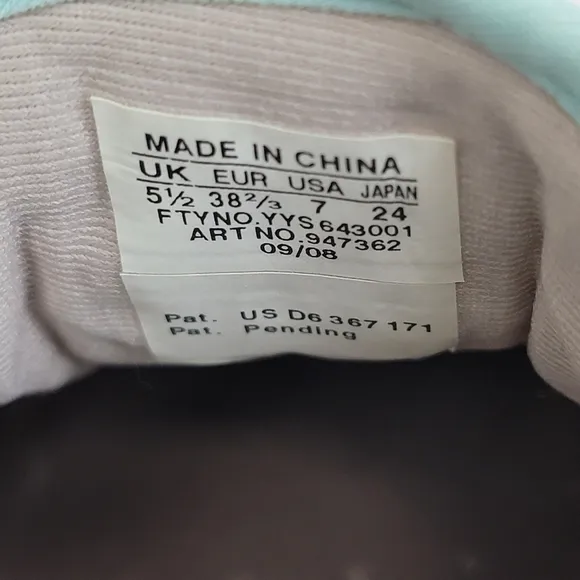 MADE IN CHINA
UK EUR USA JAPAN
5½ 38⅔ 7 24
FTYNO.YYS643001
ART NO.947362
09/08
Pat. US D6 367 171
Pat. Pending